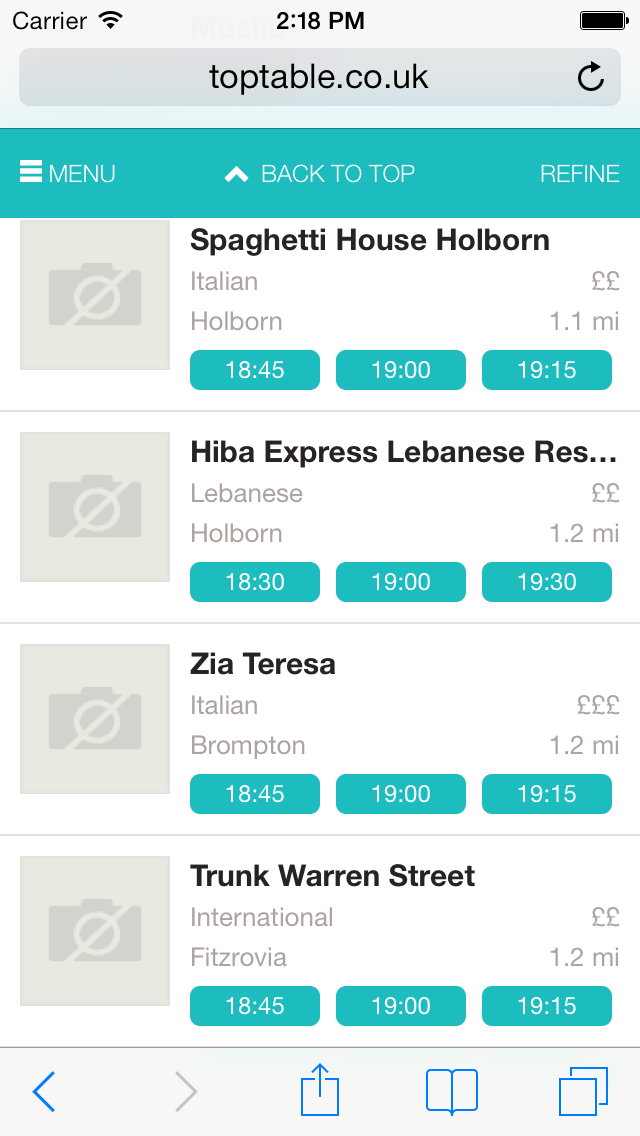 Carrier 2:18 PM
toptable.co.uk
MENU BACK TO TOP REFINE
Spaghetti House Holborn
Italian ££
Holborn 1.1 mi
18:45 19:00 19:15
Hiba Express Lebanese Res...
Lebanese ££
Holborn 1.2 mi
18:30 19:00 19:30
Zia Teresa
Italian £££
Brompton 1.2 mi
18:45 19:00 19:15
Trunk Warren Street
International ££
Fitzrovia 1.2 mi
18:45 19:00 19:15